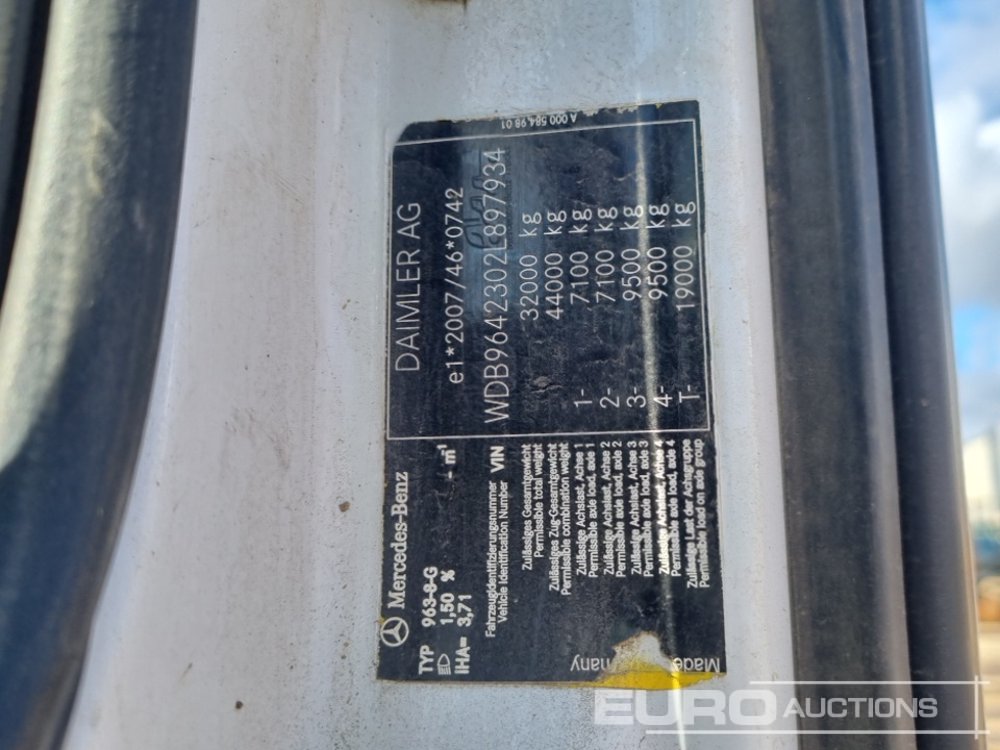 Mercedes-Benz
DAIMLER AG
TYP 963-8-G
1,50 % - m⁻¹
IHA= 3,71
e1*2007/46*0742
Fahrzeugidentifizierungsnummer
Vehicle Identification Number VIN
WDB9642302L897934
Zulässiges Gesamtgewicht
Permissible total weight
32000 kg
Zulässiges Zug-Gesamtgewicht
Permissible combination weight
44000 kg
Zulässige Achslast, Achse 1
Permissible axle load, axle 1
1- 7100 kg
Zulässige Achslast, Achse 2
Permissible axle load, axle 2
2- 7100 kg
Zulässige Achslast, Achse 3
Permissible axle load, axle 3
3- 9500 kg
Zulässige Achslast, Achse 4
Permissible axle load, axle 4
4- 9500 kg
Zulässige Last der Achsgruppe
Permissible load on axle group
T- 19000 kg
Made
A 000 584 98 01
EURO AUCTIONS